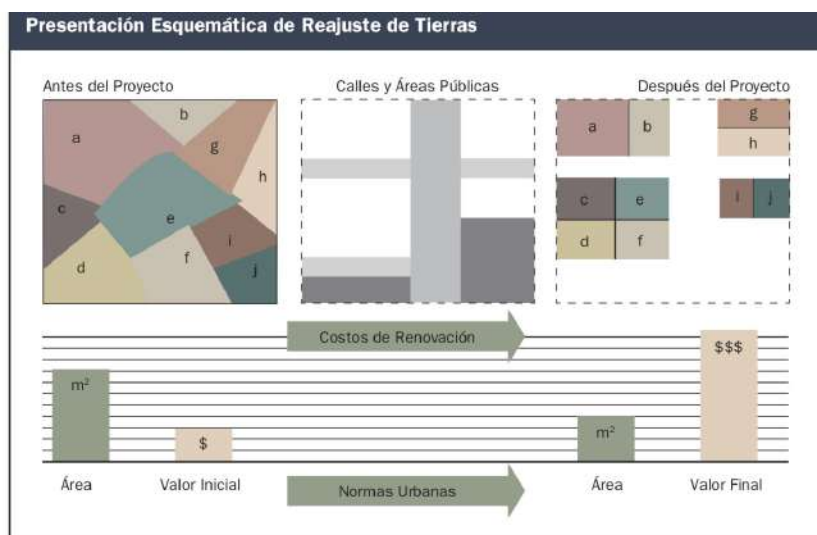 Presentación Esquemática de Reajuste de Tierras
Antes del Proyecto
Calles y Áreas Públicas
Después del Proyecto
a
b
g
h
c
e
i
d
f
j
a
b
g
h
c
e
i
j
d
f
Costos de Renovación
$$$
m²
$
m²
Área
Valor Inicial
Normas Urbanas
Área
Valor Final